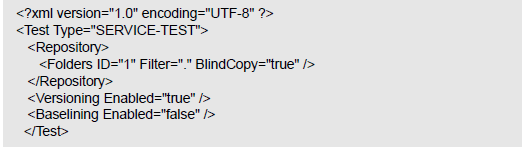 <?xml version="1.0" encoding="UTF-8" ?>
<Test Type="SERVICE-TEST">
<Repository>
<Folders ID="1" Filter="." BlindCopy="true" />
</Repository>
<Versioning Enabled="true" />
<Baselining Enabled="false" />
</Test>